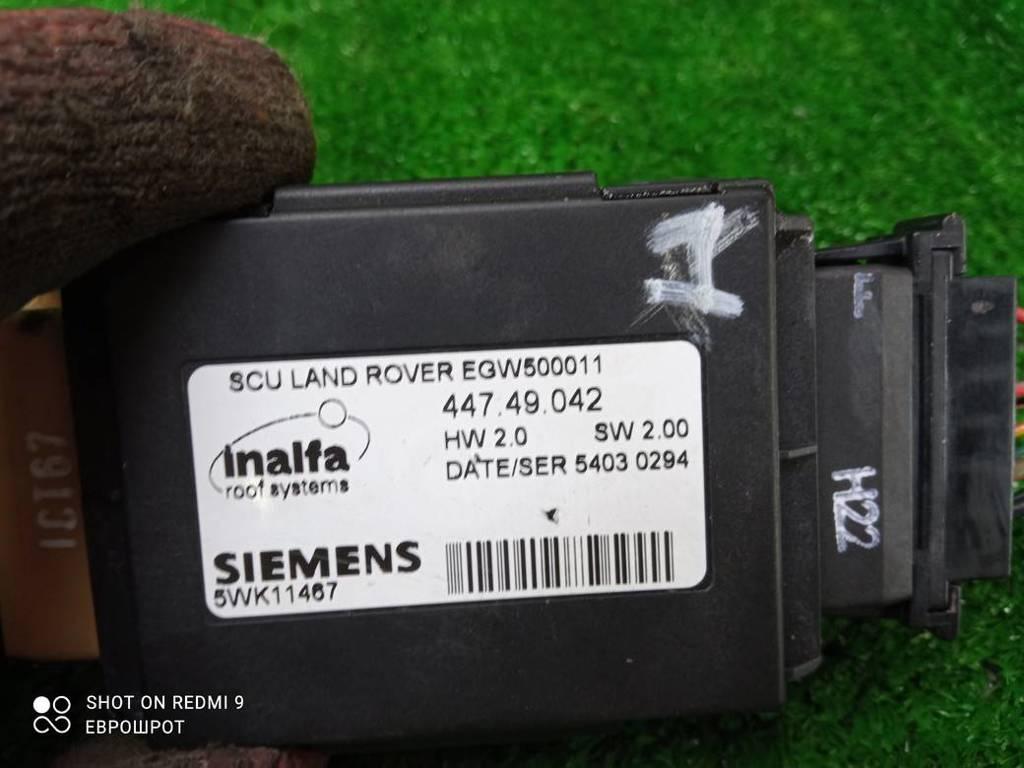 SCU LAND ROVER EGW500011
447.49.042
HW 2.0 SW 2.00
DATE/SER 5403 0294
inalfa
roof systems
SIEMENS
5WK11467
I
H22
ICT67
SHOT ON REDMI 9
ЕВРОШРОТ